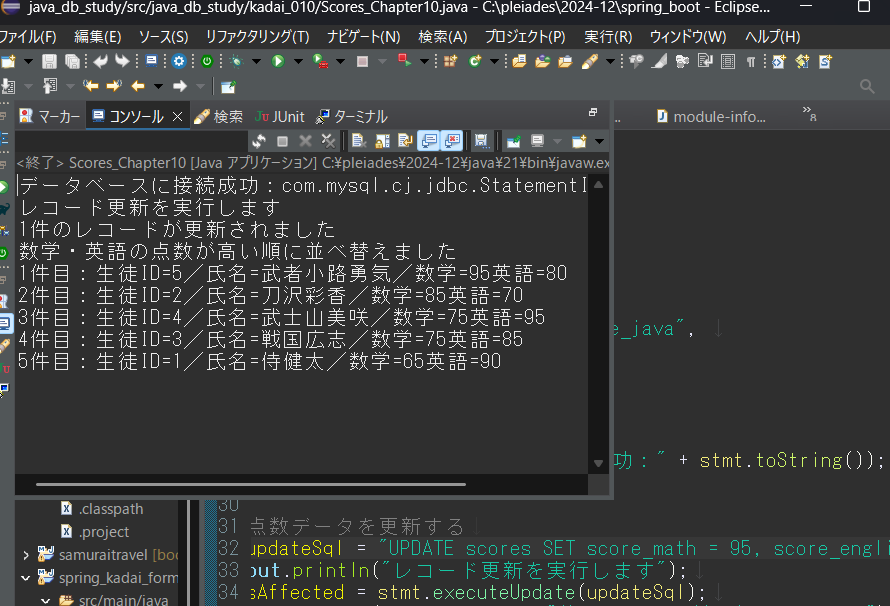 java_db_study/src/java_db_study/kadai_010/Scores_Chapter10.java - C:\pleiades\2024-12\spring_boot - Eclipse...
ファイル(F) 編集(E) ソース(S) リファクタリング(T) ナビゲート(N) 検索(A) プロジェクト(P) 実行(R) ウィンドウ(W) ヘルプ(H)
マーカー コンソール 検索 JUnit ターミナル
module-info...
8
<終了> Scores_Chapter10 [Java アプリケーション] C:¥pleiades¥2024-12¥java¥21¥bin¥javaw.ex
データベースに接続成功：com.mysql.cj.jdbc.StatementI
レコード更新を実行します
1件のレコードが更新されました
数学・英語の点数が高い順に並べ替えました
1件目：生徒ID=5／氏名=武者小路勇気／数学=95英語=80
2件目：生徒ID=2／氏名=刀沢彩香／数学=85英語=70
3件目：生徒ID=4／氏名=武士山美咲／数学=75英語=95
4件目：生徒ID=3／氏名=戦国広志／数学=75英語=85
5件目：生徒ID=1／氏名=侍健太／数学=65英語=90
e_java",
功：" + stmt.toString());
.classpath
.project
samuraitravel [boo
spring_kadai_form
src/main/java
30
31 点数データを更新する
32 updateSql = "UPDATE scores SET score_math = 95, score_engli
33 out.println("レコード更新を実行します");
34 sAffected = stmt.executeUpdate(updateSql);